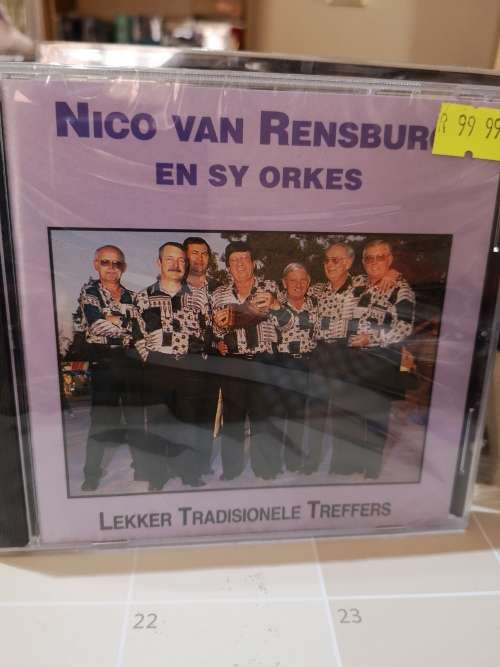 NICO VAN RENSBUR
R 99 99
EN SY ORKES
LEKKER TRADISIONELE TREFFERS
22
23